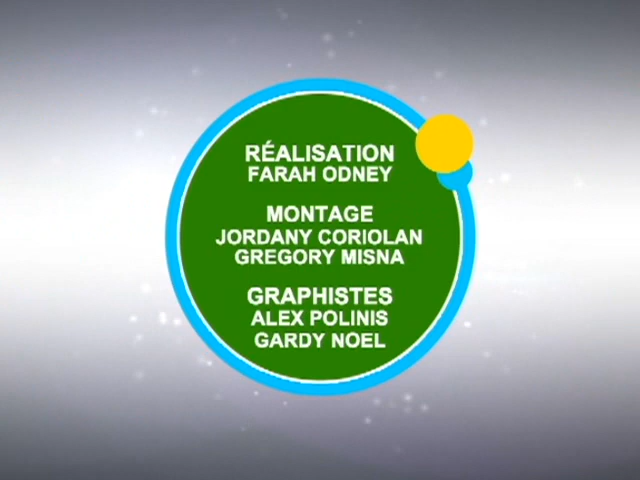 RÉALISATION
FARAH ODNEY
MONTAGE
JORDANY CORIOLAN
GREGORY MISNA
GRAPHISTES
ALEX POLINIS
GARDY NOEL